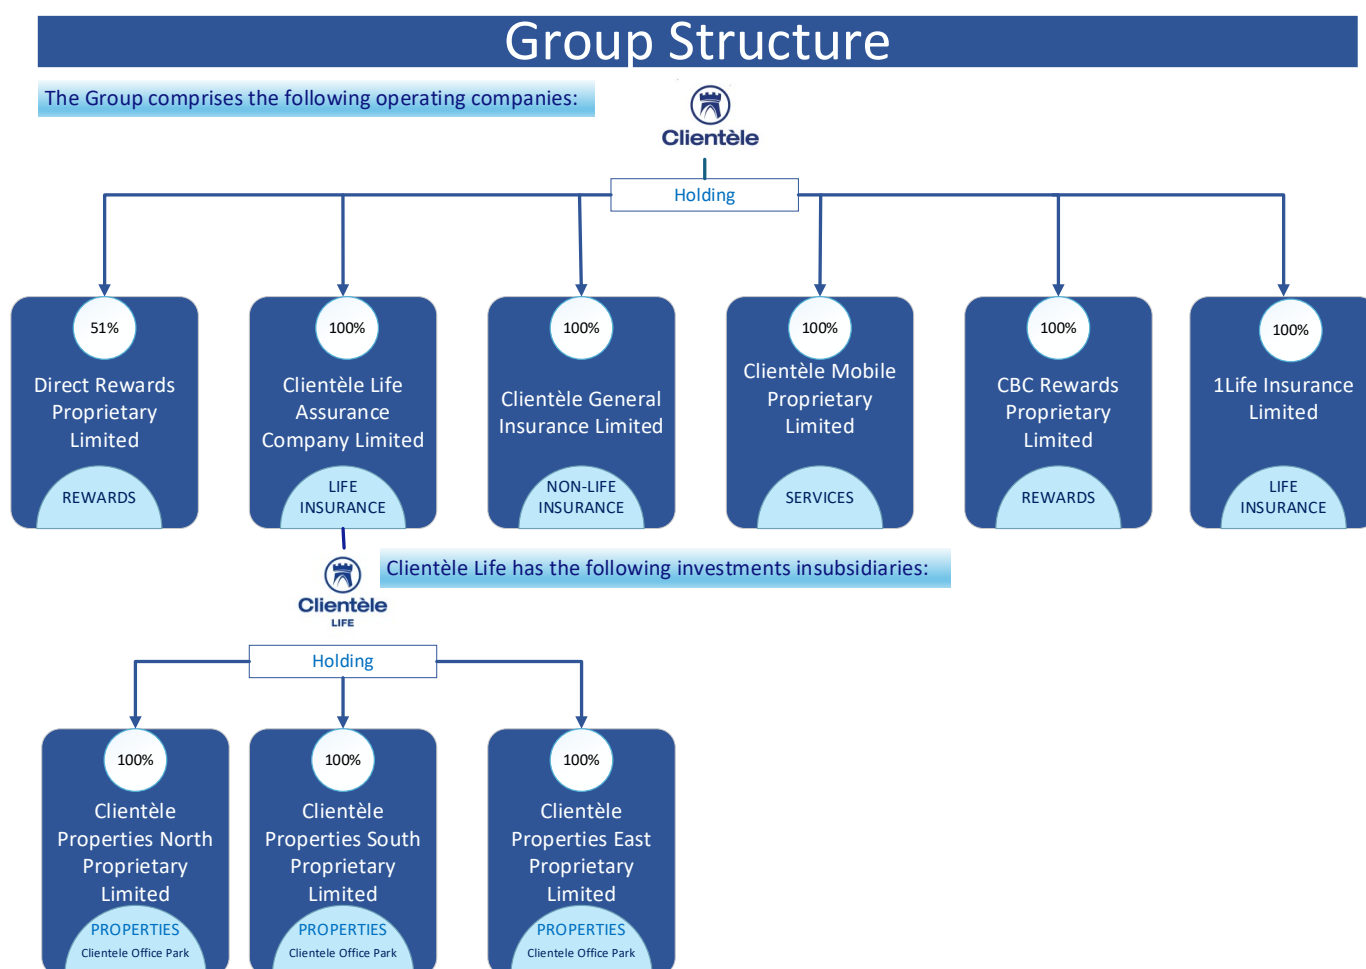 Group Structure
The Group comprises the following operating companies:
Clientèle
Holding
51%
Direct Rewards
Proprietary
Limited
REWARDS
100%
Clientèle Life
Assurance
Company Limited
LIFE
INSURANCE
100%
Clientèle General
Insurance Limited
NON-LIFE
INSURANCE
100%
Clientèle Mobile
Proprietary
Limited
SERVICES
100%
CBC Rewards
Proprietary
Limited
REWARDS
100%
1Life Insurance
Limited
LIFE
INSURANCE
Clientèle
LIFE
Clientèle Life has the following investments insubsidiaries:
Holding
100%
Clientèle
Properties North
Proprietary
Limited
PROPERTIES
Clientele Office Park
100%
Clientèle
Properties South
Proprietary
Limited
PROPERTIES
Clientele Office Park
100%
Clientèle
Properties East
Proprietary
Limited
PROPERTIES
Clientele Office Park